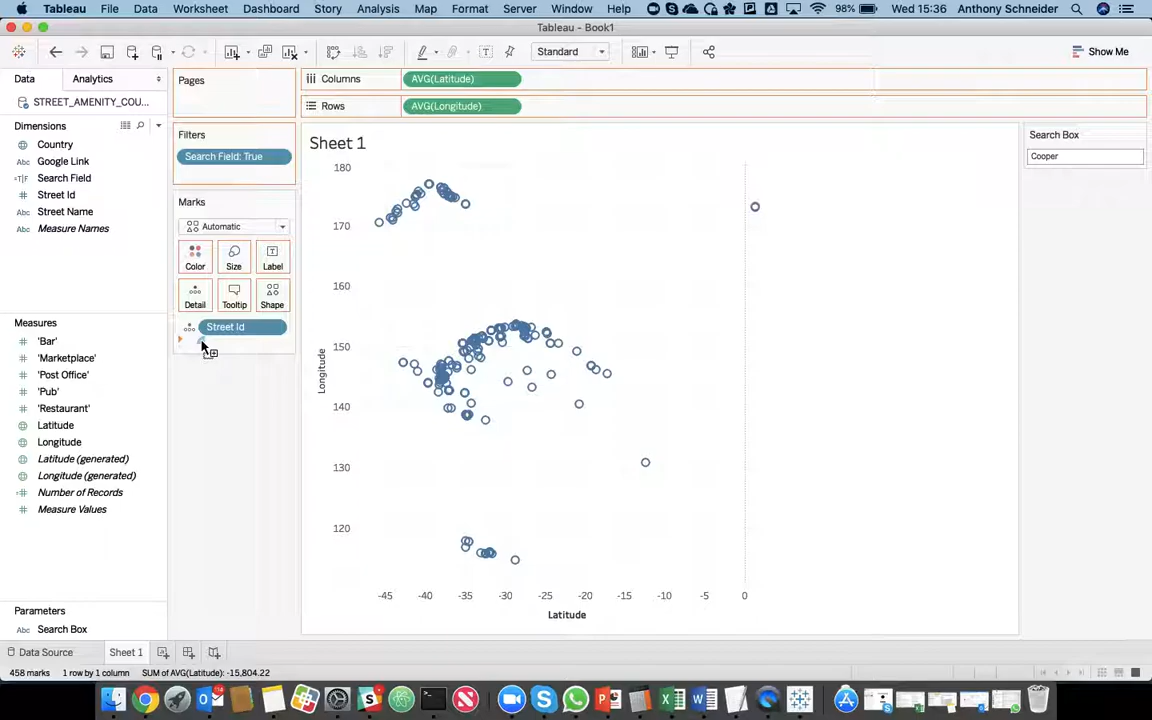 Tableau File Data Worksheet Dashboard Story Analysis Map Format Server Window Help 98% Wed 15:36 Anthony Schneider
Tableau - Book1
Standard Show Me
Data Analytics
STREET_AMENITY_COU...
Dimensions
Abc Country
Abc Google Link
=T|F Search Field
# Street Id
Abc Street Name
Abc Measure Names
Measures
# 'Bar'
# 'Marketplace'
# 'Post Office'
# 'Pub'
# 'Restaurant'
Latitude
Longitude
Latitude (generated)
Longitude (generated)
=# Number of Records
# Measure Values
Parameters
Abc Search Box
Pages
Filters
Search Field: True
Marks
Automatic
Color Size Label
Detail Tooltip Shape
Street Id
Columns AVG(Latitude)
Rows AVG(Longitude)
Sheet 1
180
170
160
150
140
130
120
Longitude
-45 -40 -35 -30 -25 -20 -15 -10 -5 0
Latitude
Search Box
Cooper
Data Source Sheet 1
458 marks 1 row by 1 column SUM of AVG(Latitude): -15,804.22